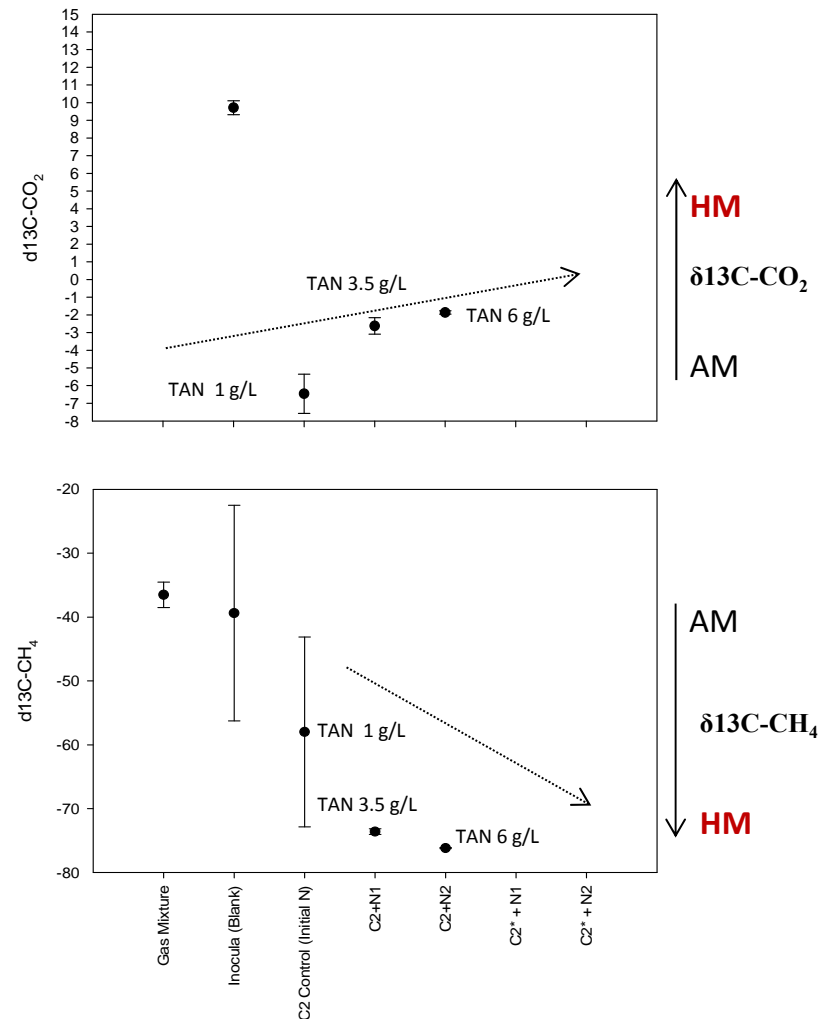 15
14
13
12
11
10
9
8
7
6
5
4
3
2
1
0
-1
-2
-3
-4
-5
-6
-7
-8
d13C-CO2
TAN 3.5 g/L
TAN 6 g/L
TAN 1 g/L
HM
δ13C-CO2
AM
-20
-30
-40
-50
-60
-70
-80
d13C-CH4
TAN 1 g/L
TAN 3.5 g/L
TAN 6 g/L
AM
δ13C-CH4
HM
Gas Mixture
Inocula (Blank)
C2 Control (Initial N)
C2+N1
C2+N2
C2* + N1
C2* + N2